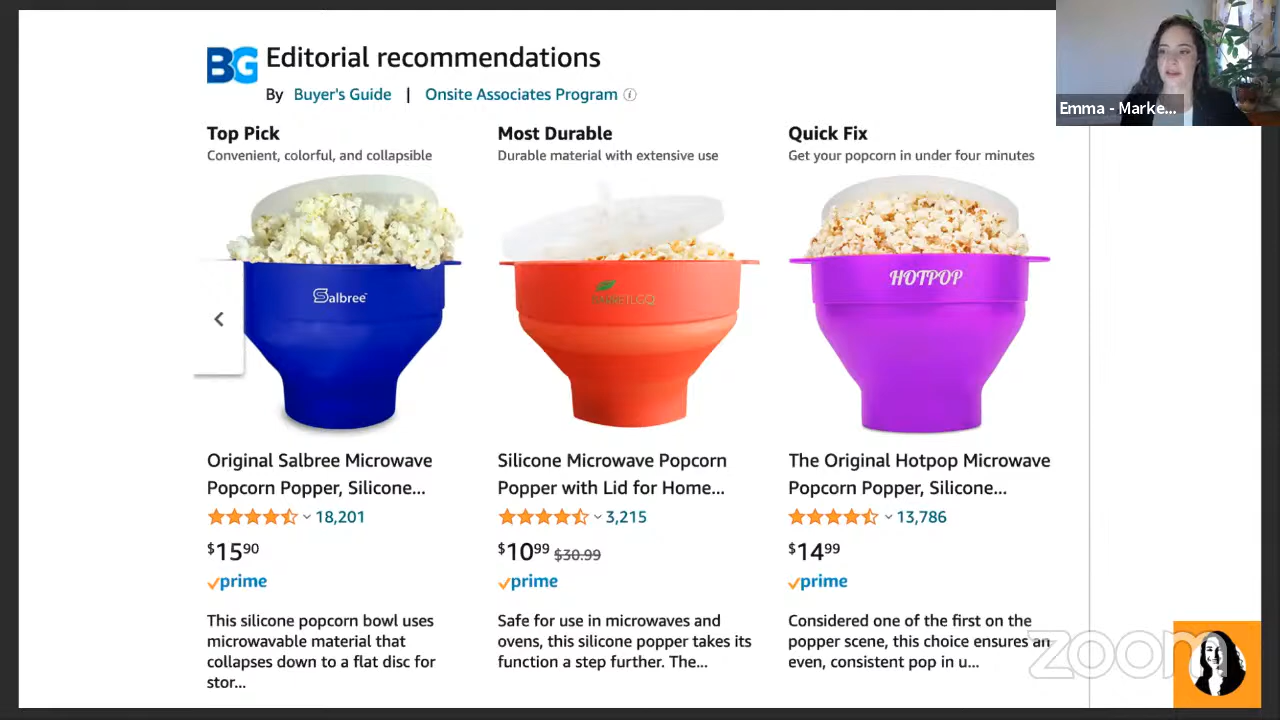 BG Editorial recommendations
By Buyer's Guide | Onsite Associates Program
Top Pick
Convenient, colorful, and collapsible
Salbree
Original Salbree Microwave
Popcorn Popper, Silicone...
18,201
$15.90
prime
This silicone popcorn bowl uses
microwavable material that
collapses down to a flat disc for
stor...
Most Durable
Durable material with extensive use
Silicone Microwave Popcorn
Popper with Lid for Home...
3,215
$10.99 $30.99
prime
Safe for use in microwaves and
ovens, this silicone popper takes its
function a step further. The...
Quick Fix
Get your popcorn in under four minutes
HOTPOP
The Original Hotpop Microwave
Popcorn Popper, Silicone...
13,786
$14.99
prime
Considered one of the first on the
popper scene, this choice ensures an
even, consistent pop in u...
Emma - Marke...
zoom